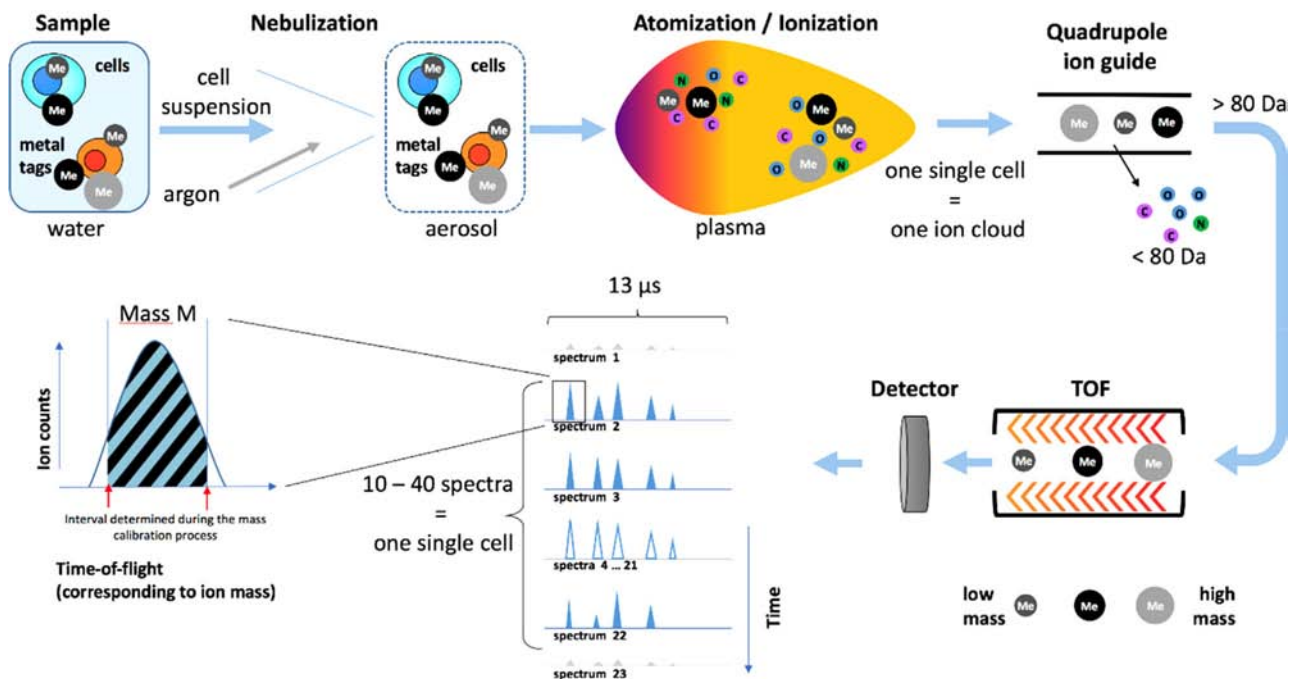 Sample
Nebulization
Atomization / Ionization
Quadrupole
ion guide
Me
cells
Me
Me
metal
tags
Me
Me
water
cell
suspension
argon
Me
cells
Me
Me
metal
tags
Me
Me
aerosol
N
O
C
Me
Me
N
C
C
O
Me
Me
C
O
C
Me
O
N
plasma
one single cell
=
one ion cloud
Me
Me
Me
> 80 Da
O
O
C
O
N
C
< 80 Da
13 µs
Mass M
Ion counts
Interval determined during the mass
calibration process
Time-of-flight
(corresponding to ion mass)
10 – 40 spectra
=
one single cell
spectrum 1
spectrum 2
spectrum 3
spectra 4 ... 21
spectrum 22
spectrum 23
Time
Detector
TOF
Me
Me
Me
low
mass
Me
Me
Me
high
mass